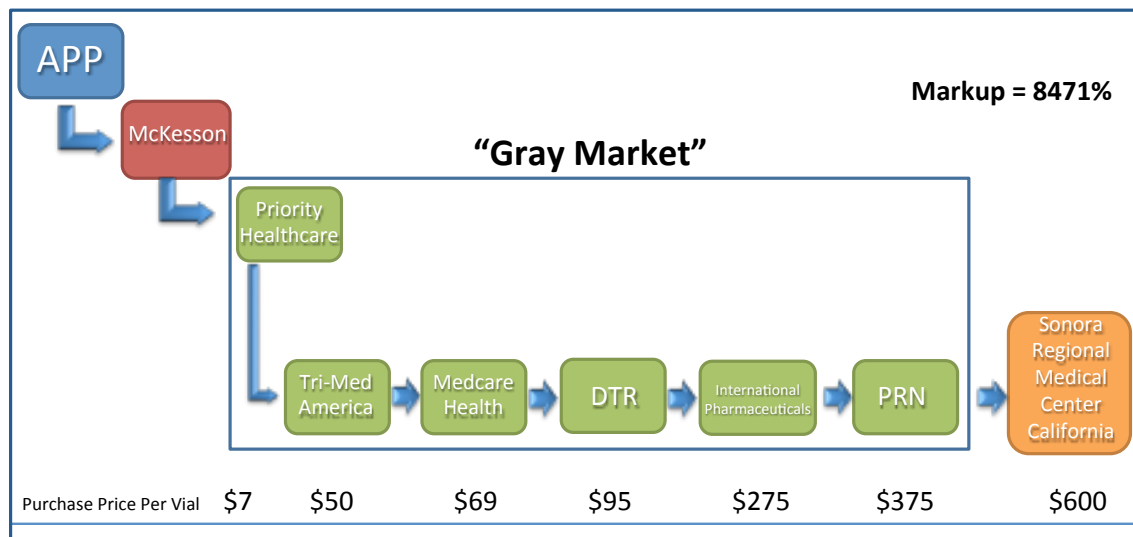 APP
Markup = 8471%
McKesson
“Gray Market”
Priority
Healthcare
Tri-Med
America
Medcare
Health
DTR
International
Pharmaceuticals
PRN
Sonora
Regional
Medical
Center
California
Purchase Price Per Vial $7 $50 $69 $95 $275 $375 $600